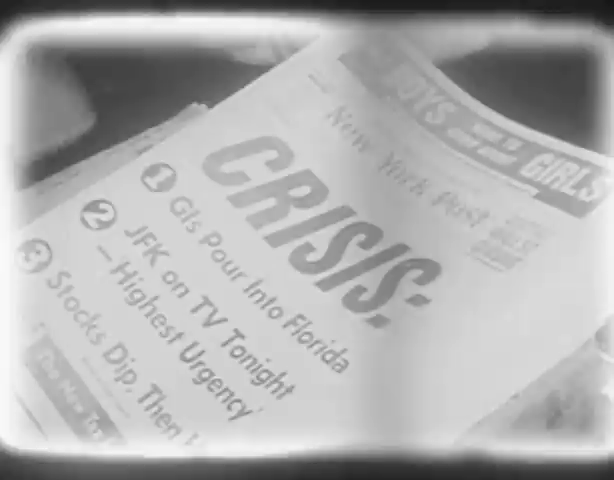 BOYS
GIRLS
New York Post
CRISIS:
1 GIs Pour Into Florida
2 JFK on TV Tonight
— 'Highest Urgency'
3 Stocks Dip, Then